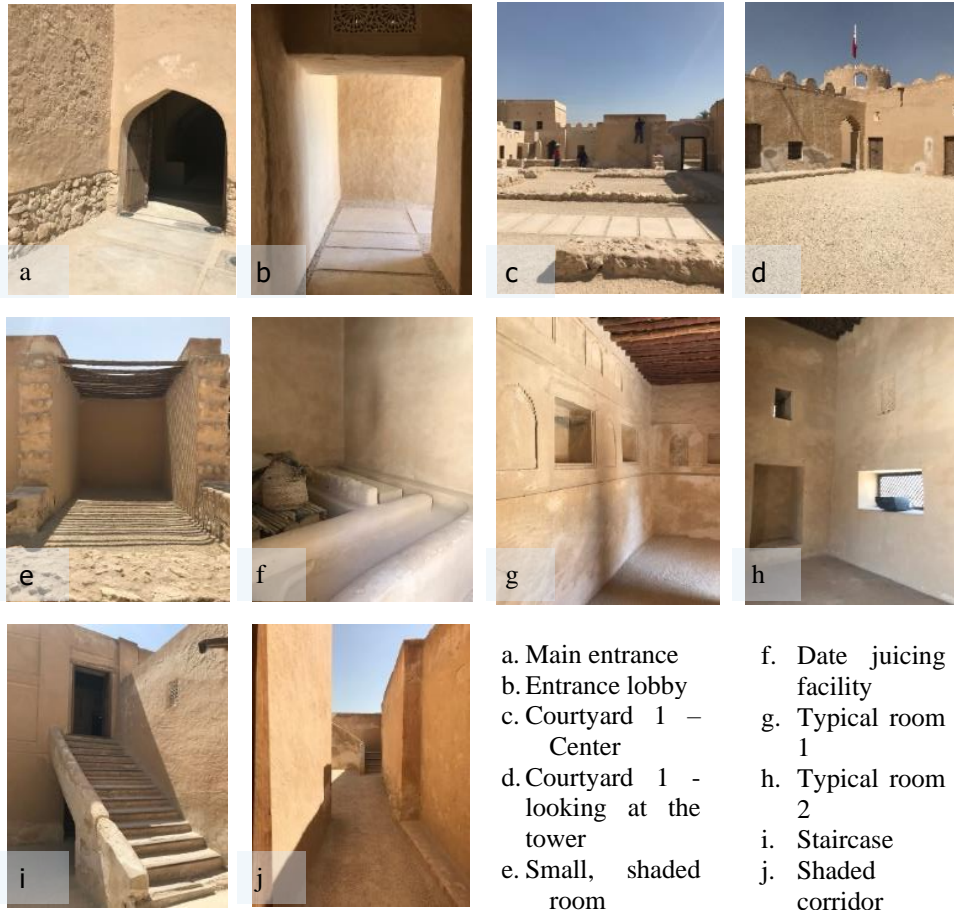 a
b
c
d
e
f
g
h
i
j
a. Main entrance
b. Entrance lobby
c. Courtyard 1 –
Center
d. Courtyard 1 -
looking at the
tower
e. Small, shaded
room
f. Date juicing
facility
g. Typical room
1
h. Typical room
2
i. Staircase
j. Shaded
corridor